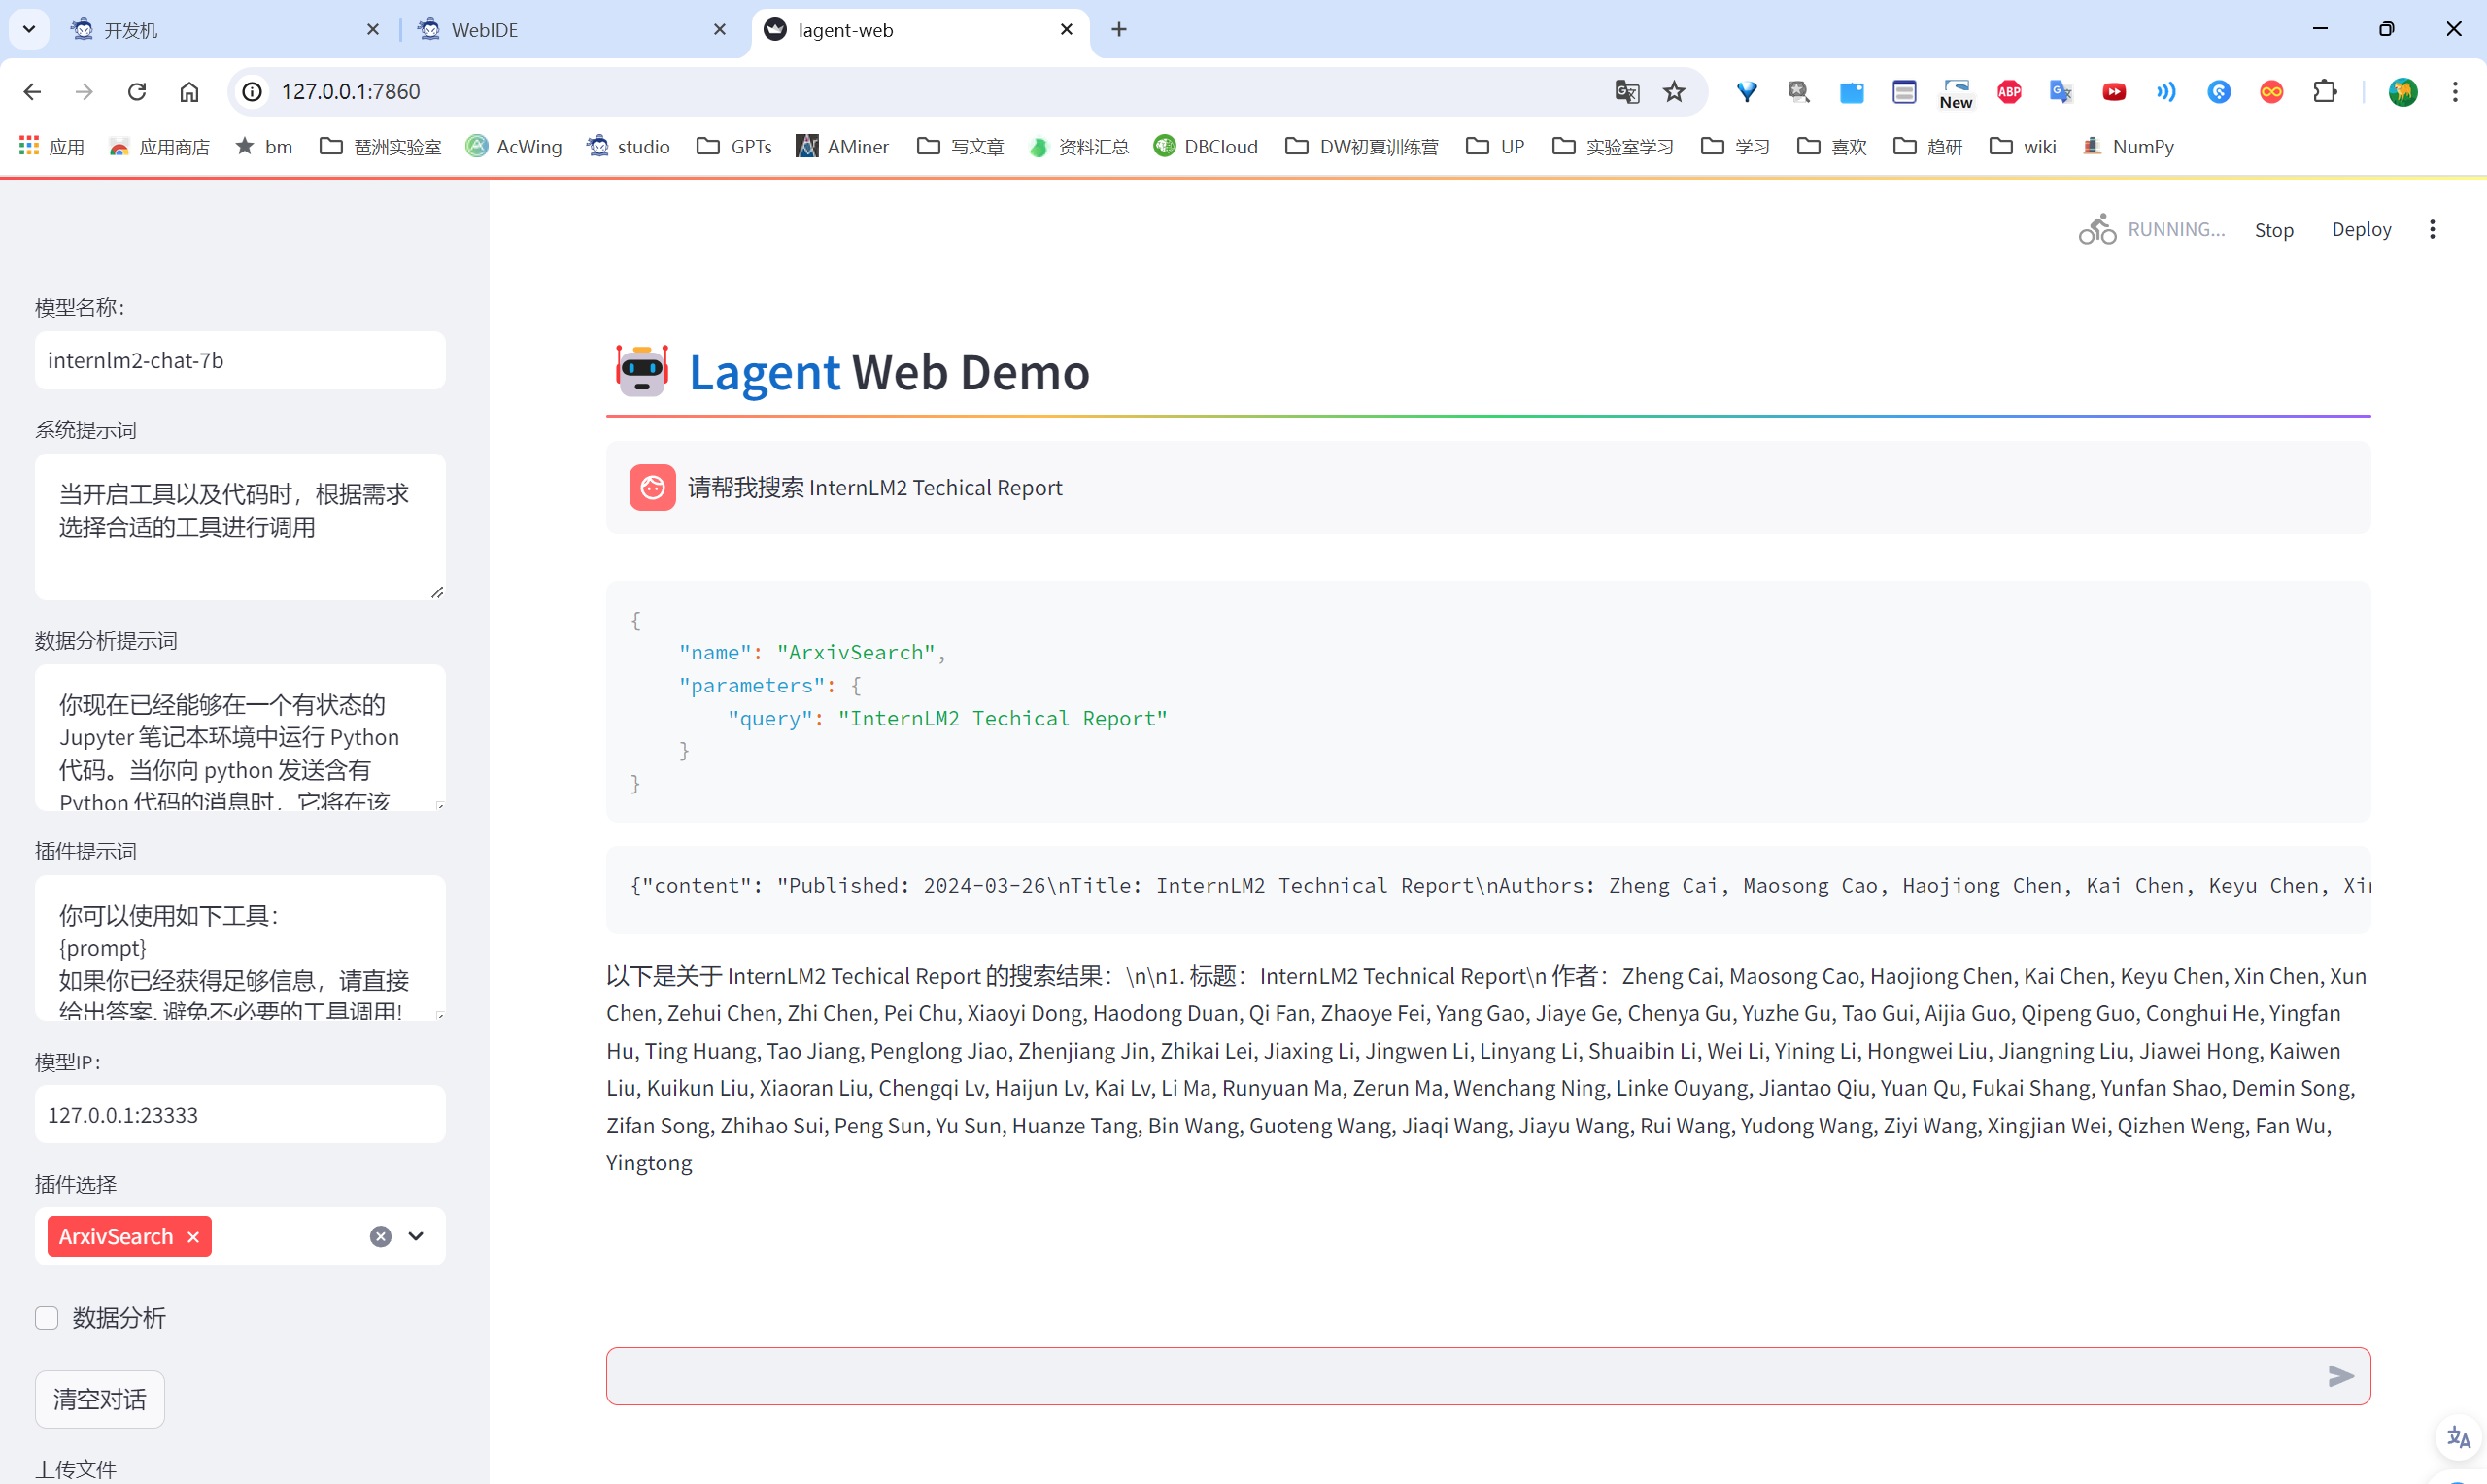 开发机
WebIDE
lagent-web
127.0.0.1:7860
New
ABP
应用
应用商店
bm
琶洲实验室
AcWing
studio
GPTs
AMiner
写文章
资料汇总
DBCloud
DW初夏训练营
UP
实验室学习
学习
喜欢
趋研
wiki
NumPy
RUNNING...
Stop
Deploy
模型名称：
internlm2-chat-7b
系统提示词
当开启工具以及代码时，根据需求
选择合适的工具进行调用
数据分析提示词
你现在已经能够在一个有状态的
Jupyter 笔记本环境中运行 Python
代码。当你向 python 发送含有
Python 代码的消息时，它将在该
插件提示词
你可以使用如下工具：
{prompt}
如果你已经获得足够信息，请直接
给出答案. 避免不必要的工具调用!
模型IP：
127.0.0.1:23333
插件选择
ArxivSearch
数据分析
清空对话
上传文件
Lagent Web Demo
请帮我搜索 InternLM2 Techical Report
{
"name": "ArxivSearch",
"parameters": {
"query": "InternLM2 Techical Report"
}
}
{"content": "Published: 2024-03-26\nTitle: InternLM2 Technical Report\nAuthors: Zheng Cai, Maosong Cao, Haojiong Chen, Kai Chen, Keyu Chen, Xin
以下是关于 InternLM2 Techical Report 的搜索结果：\n\n1. 标题：InternLM2 Technical Report\n 作者：Zheng Cai, Maosong Cao, Haojiong Chen, Kai Chen, Keyu Chen, Xin Chen, Xun
Chen, Zehui Chen, Zhi Chen, Pei Chu, Xiaoyi Dong, Haodong Duan, Qi Fan, Zhaoye Fei, Yang Gao, Jiaye Ge, Chenya Gu, Yuzhe Gu, Tao Gui, Aijia Guo, Qipeng Guo, Conghui He, Yingfan
Hu, Ting Huang, Tao Jiang, Penglong Jiao, Zhenjiang Jin, Zhikai Lei, Jiaxing Li, Jingwen Li, Linyang Li, Shuaibin Li, Wei Li, Yining Li, Hongwei Liu, Jiangning Liu, Jiawei Hong, Kaiwen
Liu, Kuikun Liu, Xiaoran Liu, Chengqi Lv, Haijun Lv, Kai Lv, Li Ma, Runyuan Ma, Zerun Ma, Wenchang Ning, Linke Ouyang, Jiantao Qiu, Yuan Qu, Fukai Shang, Yunfan Shao, Demin Song,
Zifan Song, Zhihao Sui, Peng Sun, Yu Sun, Huanze Tang, Bin Wang, Guoteng Wang, Jiaqi Wang, Jiayu Wang, Rui Wang, Yudong Wang, Ziyi Wang, Xingjian Wei, Qizhen Weng, Fan Wu,
Yingtong